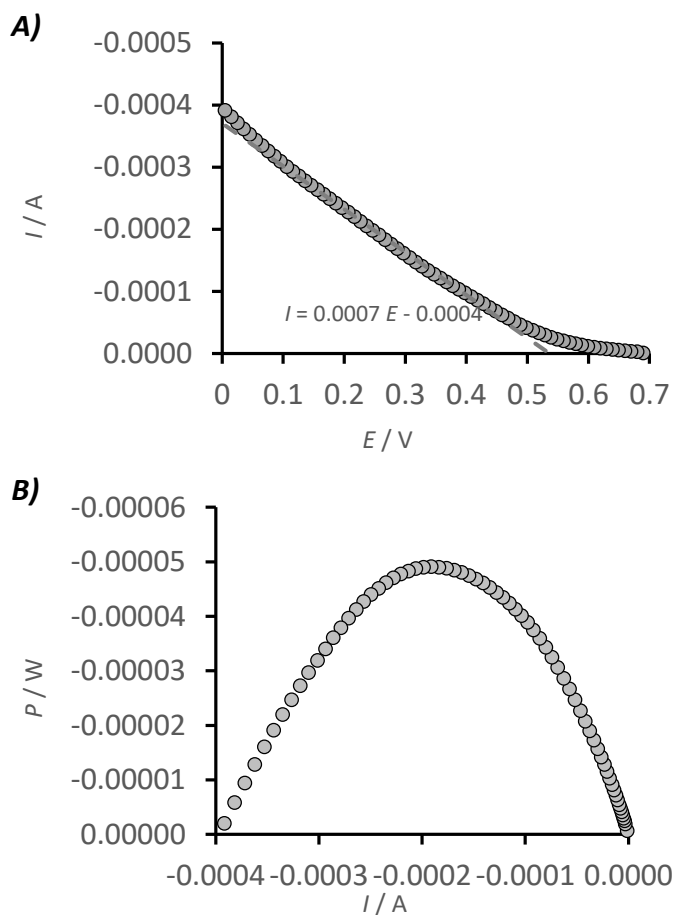 A)
-0.0005
-0.0004
-0.0003
-0.0002
-0.0001
0.0000
I / A
I = 0.0007 E - 0.0004
0 0.1 0.2 0.3 0.4 0.5 0.6 0.7
E / V
B)
-0.00006
-0.00005
-0.00004
-0.00003
-0.00002
-0.00001
0.00000
P / W
-0.0004 -0.0003 -0.0002 -0.0001 0.0000
I / A